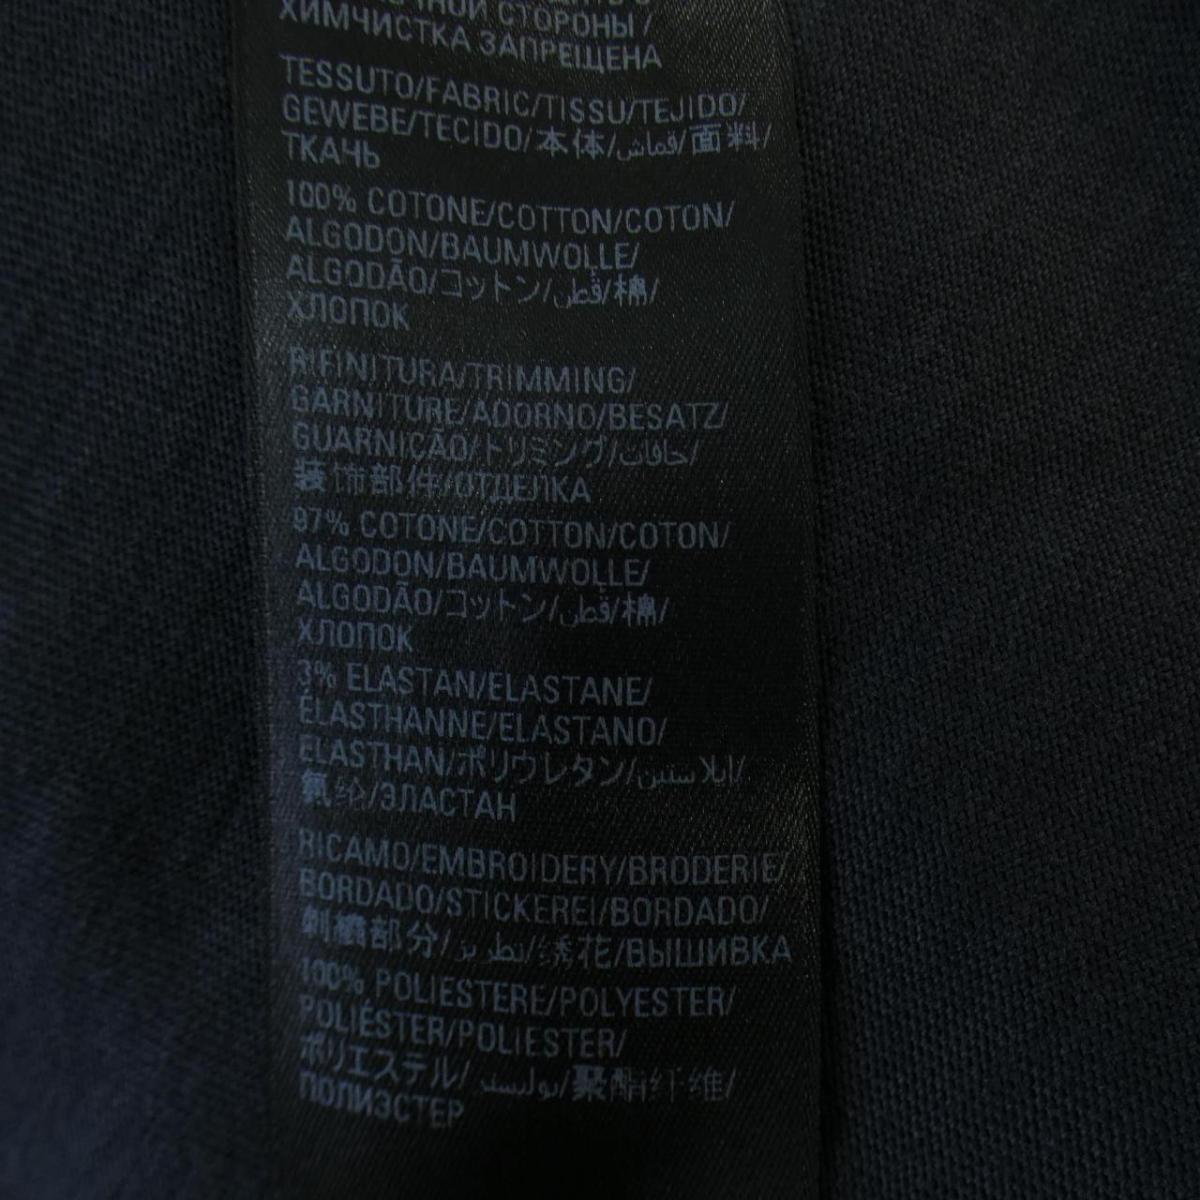 СТОРОНЫ /
ХИМЧИСТКА ЗАПРЕЩЕНА
TESSUTO/FABRIC/TISSU/TEJIDO/
GEWEBE/TECIDO/本体/قماش/面料/
ТКАЧЬ
100% COTONE/COTTON/COTON/
ALGODON/BAUMWOLLE/
ALGODÃO/コットン/قطن/棉/
ХЛОПОК
RIFINITURA/TRIMMING/
GARNITURE/ADORNO/BESATZ/
GUARNIÇÃO/トリミング/حافات/
装饰部件/ОТДЕЛКА
97% COTONE/COTTON/COTON/
ALGODON/BAUMWOLLE/
ALGODÃO/コットン/قطن/棉/
ХЛОПОК
3% ELASTAN/ELASTANE/
ÉLASTHANNE/ELASTANO/
ELASTHAN/ポリウレタン/ايلاستين/
氨纶/ЭЛАСТАН
RICAMO/EMBROIDERY/BRODERIE/
BORDADO/STICKEREI/BORDADO/
刺繍部分/تطريز/绣花/ВЫШИВКА
100% POLIESTERE/POLYESTER/
POLIÉSTER/POLIESTER/
ポリエステル/بوليستر/聚酯纤维/
ПОЛИЭСТЕР